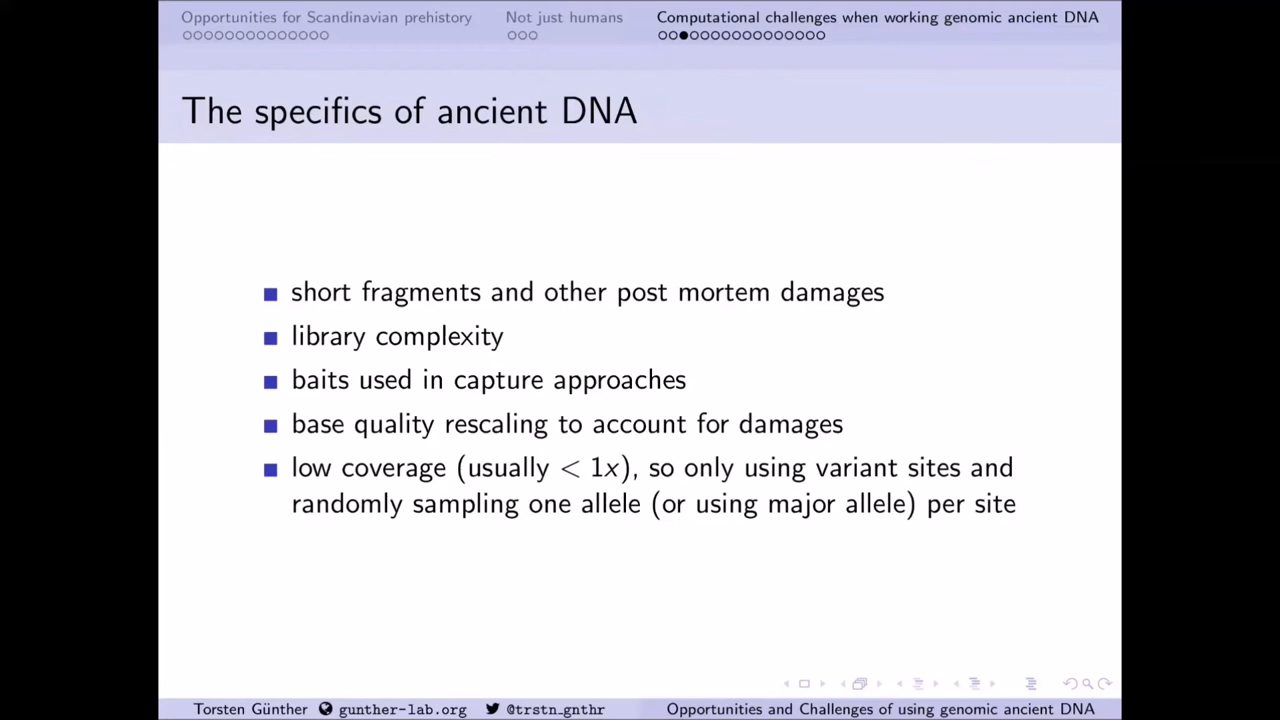 Opportunities for Scandinavian prehistory Not just humans Computational challenges when working genomic ancient DNA
The specifics of ancient DNA
short fragments and other post mortem damages
library complexity
baits used in capture approaches
base quality rescaling to account for damages
low coverage (usually < 1x), so only using variant sites and
randomly sampling one allele (or using major allele) per site
Torsten Günther gunther-lab.org @trstn_gnthr Opportunities and Challenges of using genomic ancient DNA